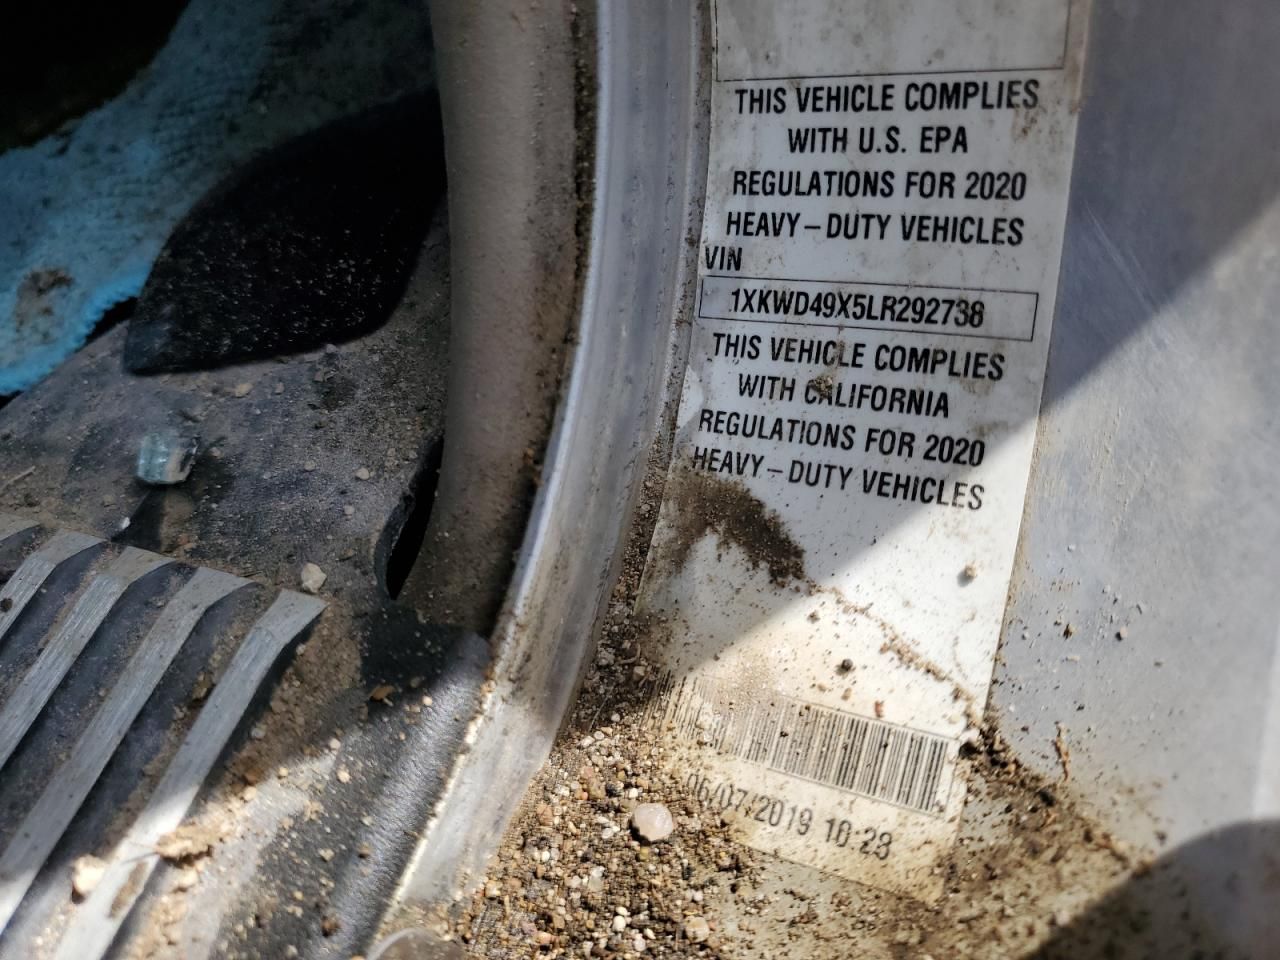 THIS VEHICLE COMPLIES
WITH U.S. EPA
REGULATIONS FOR 2020
HEAVY-DUTY VEHICLES
VIN
1XKWD49X5LR292738
THIS VEHICLE COMPLIES
WITH CALIFORNIA
REGULATIONS FOR 2020
HEAVY-DUTY VEHICLES
06/07/2019 10:23